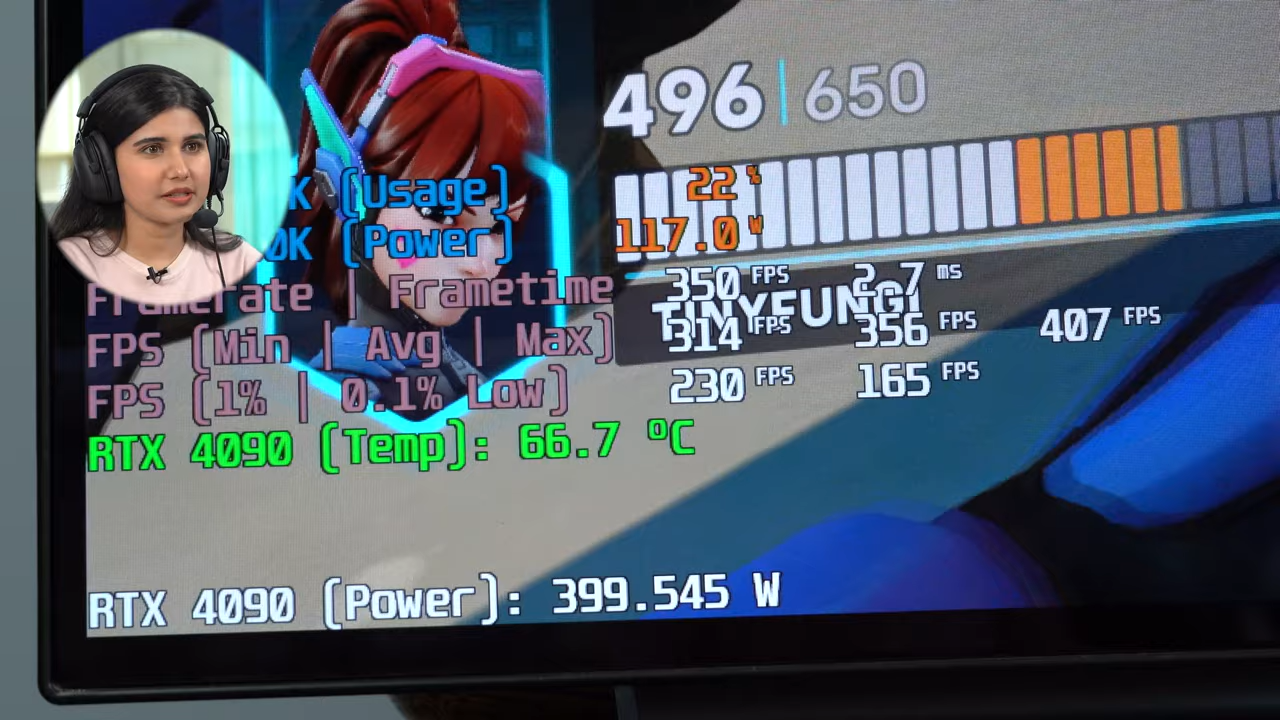 496 | 650
K (Usage) 22 %
0K (Power) 117.0 W
Framerate | Frametime 350 FPS 2.7 ms
TINYFUNGI
FPS (Min | Avg | Max) 314 FPS 356 FPS 407 FPS
FPS (1% | 0.1% Low) 230 FPS 165 FPS
RTX 4090 (Temp): 66.7 ºC
RTX 4090 (Power): 399.545 W